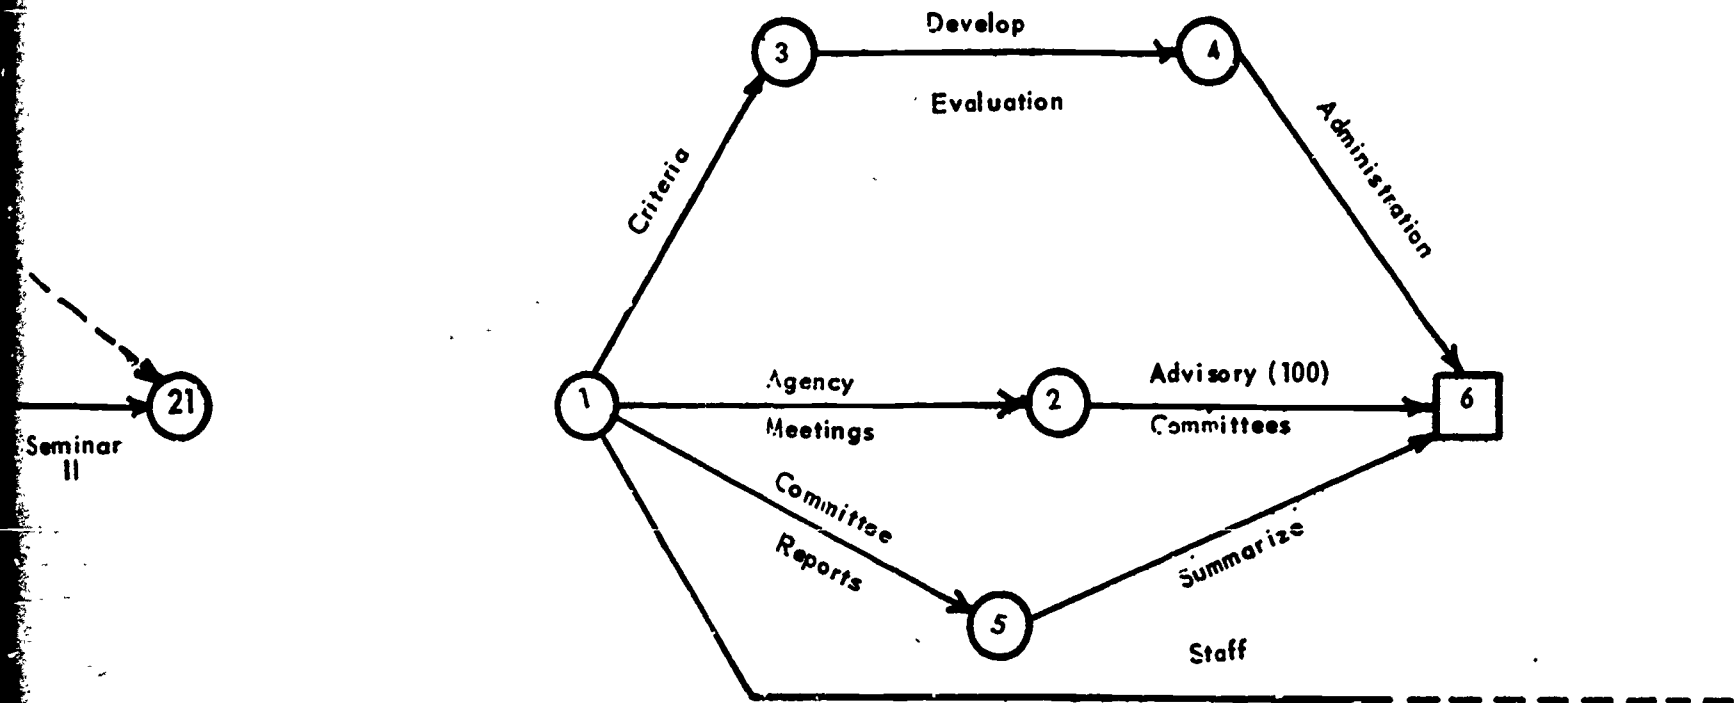 Develop
3
4
Evaluation
Administration
Criteria
21
Seminar
II
1
Agency
Meetings
2
Advisory (100)
Committees
6
Committee
Reports
5
Summarize
Staff